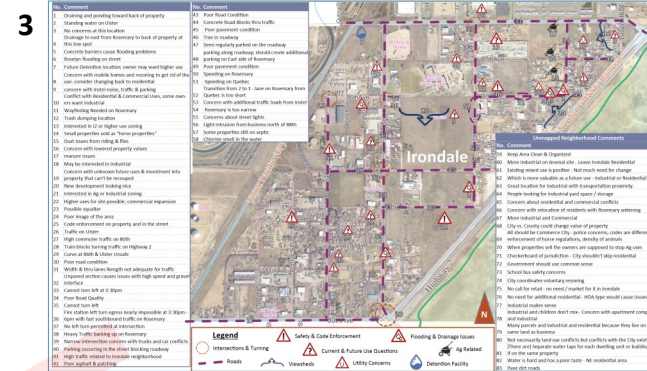 3
No. Comment
1 Draining and ponding toward back of property
2 Standing water on Ulster
3 No concerns at this location
Drainage to east from Rosemary to back of property at
4 this low spot
5 Concrete barriers cause flooding problems
6 Roselyn flooding on street
7 Future Detention location; owner may want higher use
Concern with mobile homes and rezoning to get rid of the
8 use; consider changing back to residential
9 concern with Instel noise, traffic & parking
Conflict with Residential & Commercial Uses, some own-
10 ers want industrial
11 Wayfinding Needed on Rosemary
12 Trash dumping location
13 Interested in I2 or higher use zoning
14 Small properties sold as "horse properties"
15 Dust issues from riding & flies
16 Concern with lowered property values
17 manure issues
18 May be interested in Industrial
Concern with unknown future uses & investment into
19 property that can't be recouped
20 New development looking nice
21 Interested in Ag or Industrial zoning
22 Higher uses for site possible; commercial expansion
23 Possible squatter
24 Poor image of the area
25 Code enforcement on property and in the street
26 Traffic on Ulster
27 High commuter traffic on 80th
28 Train blocks turning traffic on Highway 2
29 Curve at 86th & Ulster Unsafe
30 Poor road condition
31 Width & thru lanes Rength not adequate for traffic
Unpaved section causes issues with high speed and gravel
32 interface
33 Cannot turn left at 3:30pm
34 Poor Road Quality
35 Cannot turn left
Fire station left turn egress nearly impossible at 3:30pm -
36 6pm with fast southbound traffic on Rosemary
37 No left turn permitted at intersection
38 Heavy Traffic backing up on Rosemary
39 Narrow intersection concern with trucks and car conflicts
40 Parking occurring in the street blocking roadway
41 High traffic related to Irondale neighborhood
42 Poor asphalt & patching
No. Comment
43 Poor Road Condition
44 Concrete Road Blocks thru traffic
45 Poor pavement condition
46 Tree in roadway
47 Semi regularly parking on the roadway
parking along roadway; should create additional
48 parking on East side of Rosemary
49 Poor pavement condition
50 Speeding on Rosemary
51 Speeding on Quebec
Transition from 2 to 1 - lane on Rosemary from
52 Quebec is too short
53 Concern with additional traffic loads from Instel
54 Rosemary is too narrow
55 Concerns about street lights
56 Light intrusion from business north of 88th
57 Some properties still on septic
58 Chlorine smell in the water
Irondale
Highway 2
N
Unmapped Neighborhood Comments
No. Comment
59 Keep Area Clean & Organized
60 More Industrial on Arsenal site - Leave Irondale Residential
61 Existing mixed use is positive - Not much need for change
62 Which is more valuable as a future use - Industrial or Residential
63 Great location for Industrial with transportation proximity
64 People looking for industrial yard space / storage
65 Concern about residential and commercial conflicts
66 Concern with relocation of residents with Rosemary widening
67 More Industrial and Commercial
68 City vs. County could change value of property
All should be Commerce City - police concerns, codes are differen
69 enforcement of horse regulations, density of animals
70 When properties sell the owners are supposed to stop Ag uses
71 Checkerboard of jurisdiction - City shouldn't skip residential
72 Government should use common sense
73 School bus safety concerns
74 City coordinates voluntary rezoning
75 No call for retail - no need / market for it in Irondale
76 No need for additional residential - HOA type would cause issues
77 Industrial makes sense
Industrial and children don't mix - Concern with apartment comp
78 and industrial
Many parents and industrial and residential because they live on
79 same land as business
80 Not necessarily land use conflicts but conflicts with the City exist
[There are] Separate water taps for each dwelling unit or building
81 if on the same property
82 Water is hard and has a poor taste - NE residential area
83 Pave dirt roads
Legend
Intersections & Turning
Roads
Safety & Code Enforcement
Current & Future Use Questions
Viewsheds
Utility Concerns
Flooding & Drainage Issues
Ag Related
Detention Facility